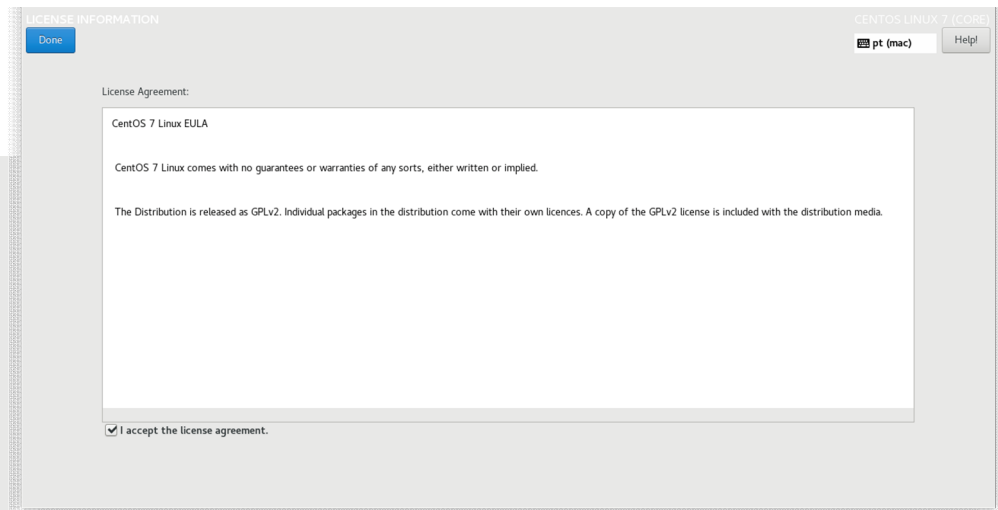 LICENSE INFORMATION
CENTOS LINUX 7 (CORE)
Done
pt (mac)
Help!
License Agreement:
CentOS 7 Linux EULA
CentOS 7 Linux comes with no guarantees or warranties of any sorts, either written or implied.
The Distribution is released as GPLv2. Individual packages in the distribution come with their own licences. A copy of the GPLv2 license is included with the distribution media.
I accept the license agreement.